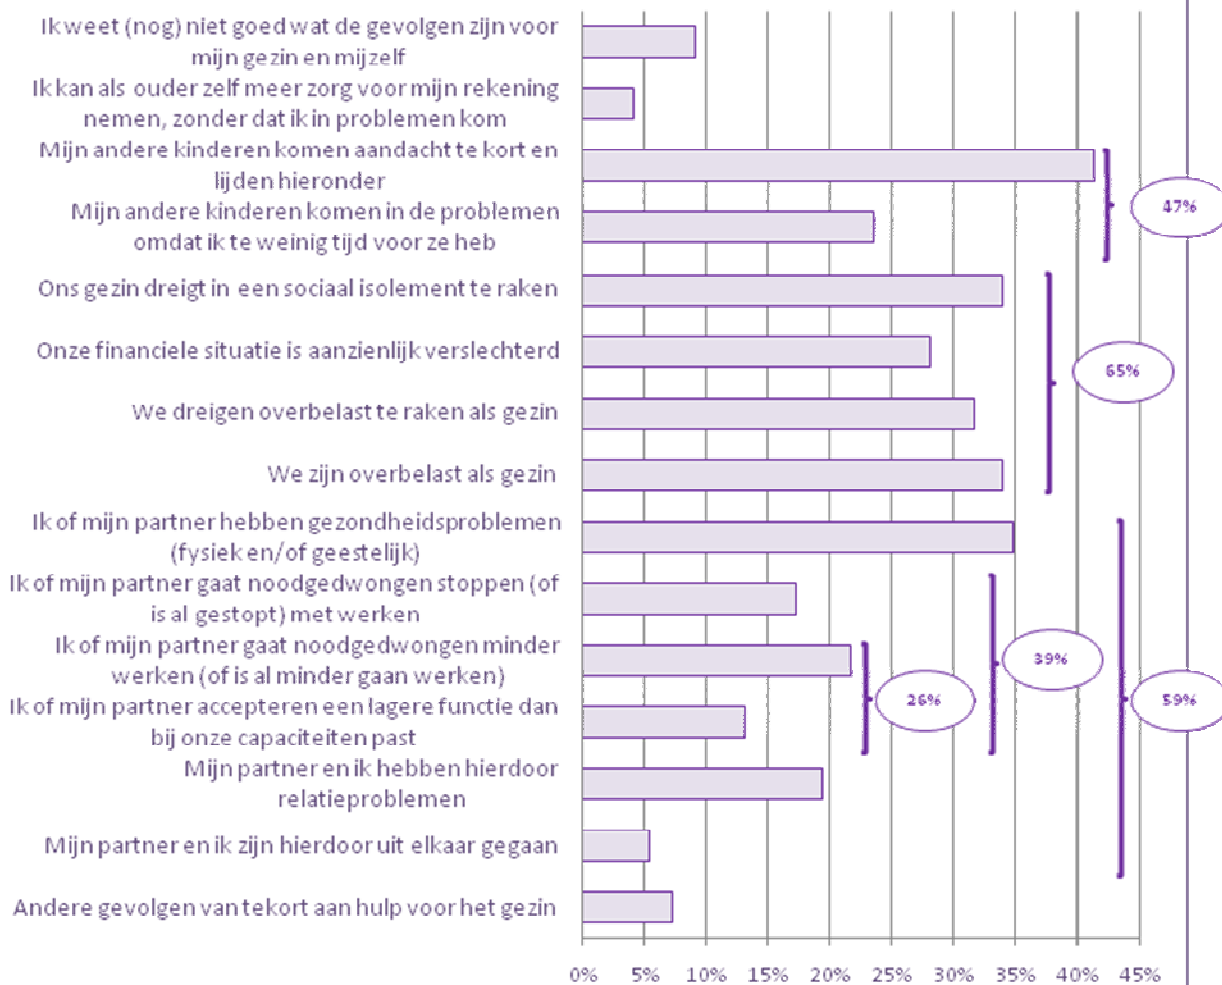 Ik weet (nog) niet goed wat de gevolgen zijn voor
mijn gezin en mijzelf
Ik kan als ouder zelf meer zorg voor mijn rekening
nemen, zonder dat ik in problemen kom
Mijn andere kinderen komen aandacht te kort en
lijden hieronder
47%
Mijn andere kinderen komen in de problemen
omdat ik te weinig tijd voor ze heb
Ons gezin dreigt in een sociaal isolement te raken
Onze financiele situatie is aanzienlijk verslechterd
65%
We dreigen overbelast te raken als gezin
We zijn overbelast als gezin
Ik of mijn partner hebben gezondheidsproblemen
(fysiek en/of geestelijk)
Ik of mijn partner gaat noodgedwongen stoppen (of
is al gestopt) met werken
Ik of mijn partner gaat noodgedwongen minder
werken (of is al minder gaan werken)
39%
26%
59%
Ik of mijn partner accepteren een lagere functie dan
bij onze capaciteiten past
Mijn partner en ik hebben hierdoor
relatieproblemen
Mijn partner en ik zijn hierdoor uit elkaar gegaan
Andere gevolgen van tekort aan hulp voor het gezin
0% 5% 10% 15% 20% 25% 30% 35% 40% 45%